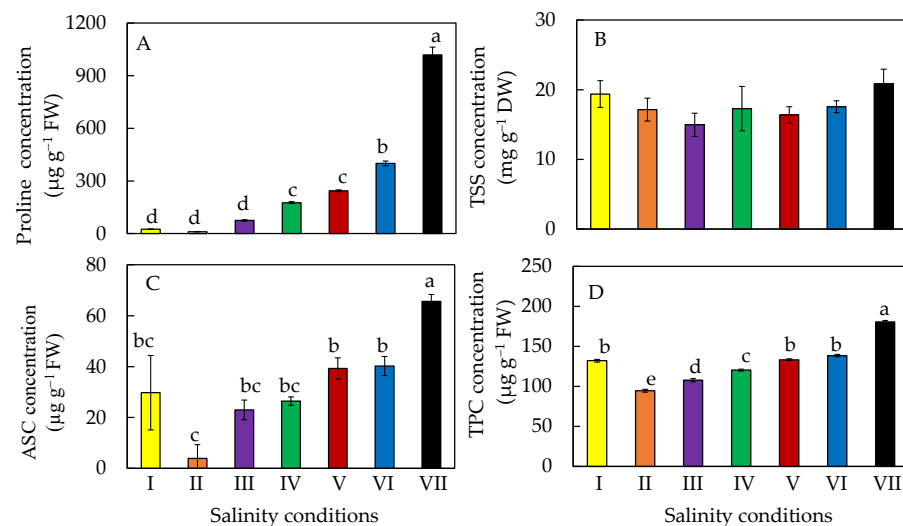 A
Proline concentration
(µg g⁻¹ FW)
1200
900
600
300
0
d
d
d
c
c
b
a
B
TSS concentration
(mg g⁻¹ DW)
30
20
10
0
C
ASC concentration
(µg g⁻¹ FW)
80
60
40
20
0
bc
c
bc
bc
b
b
a
I II III IV V VI VII
Salinity conditions
D
TPC concentration
(µg g⁻¹ FW)
250
200
150
100
50
0
b
e
d
c
b
b
a
I II III IV V VI VII
Salinity conditions